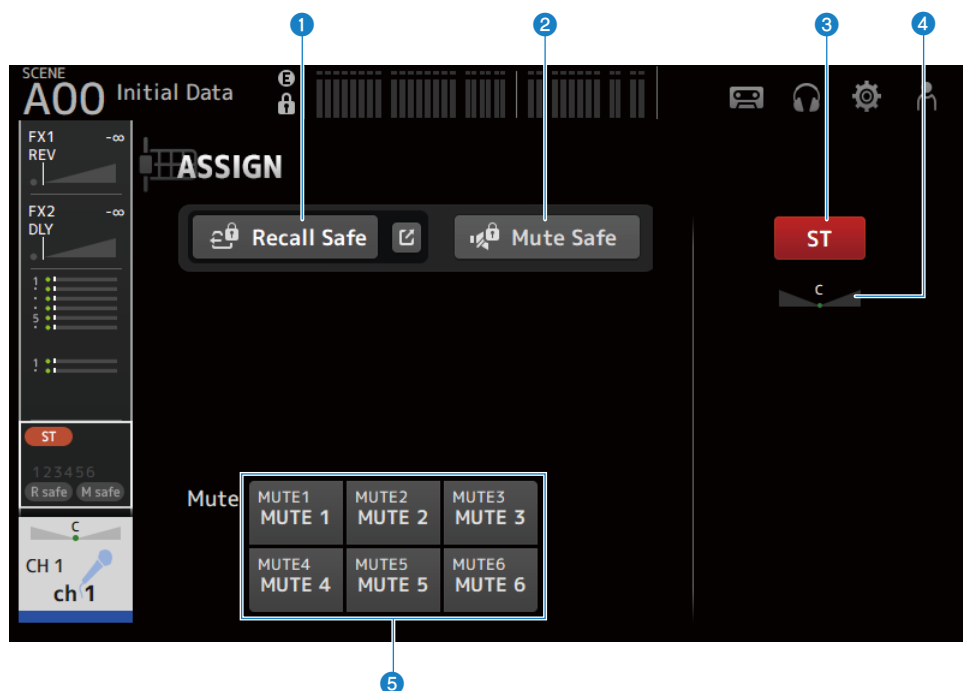 1 2 3 4
SCENE
A00 Initial Data
E
FX1 -∞
REV
ASSIGN
FX2 -∞
DLY
Recall Safe
Mute Safe
ST
C
1
5
1
ST
123456
R safe M safe
Mute
MUTE1 MUTE2 MUTE3
MUTE 1 MUTE 2 MUTE 3
MUTE4 MUTE5 MUTE6
MUTE 4 MUTE 5 MUTE 6
C
CH 1
ch 1
5